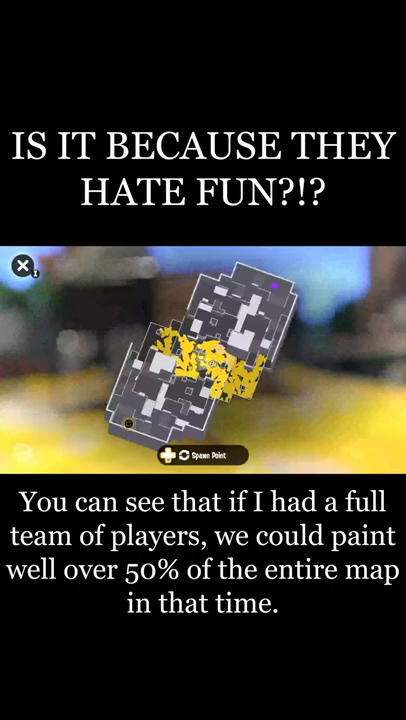 IS IT BECAUSE THEY
HATE FUN?!?
X
Spawn Point
You can see that if I had a full
team of players, we could paint
well over 50% of the entire map
in that time.